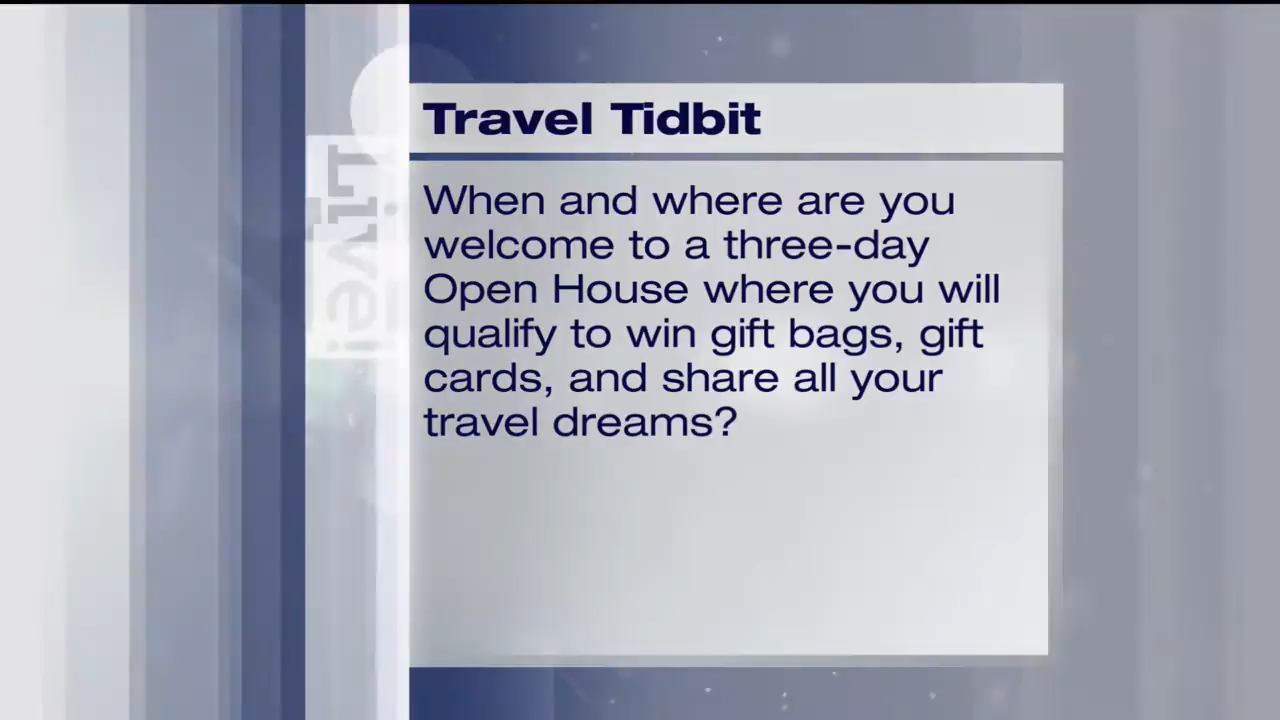 Live!
Travel Tidbit
When and where are you
welcome to a three-day
Open House where you will
qualify to win gift bags, gift
cards, and share all your
travel dreams?